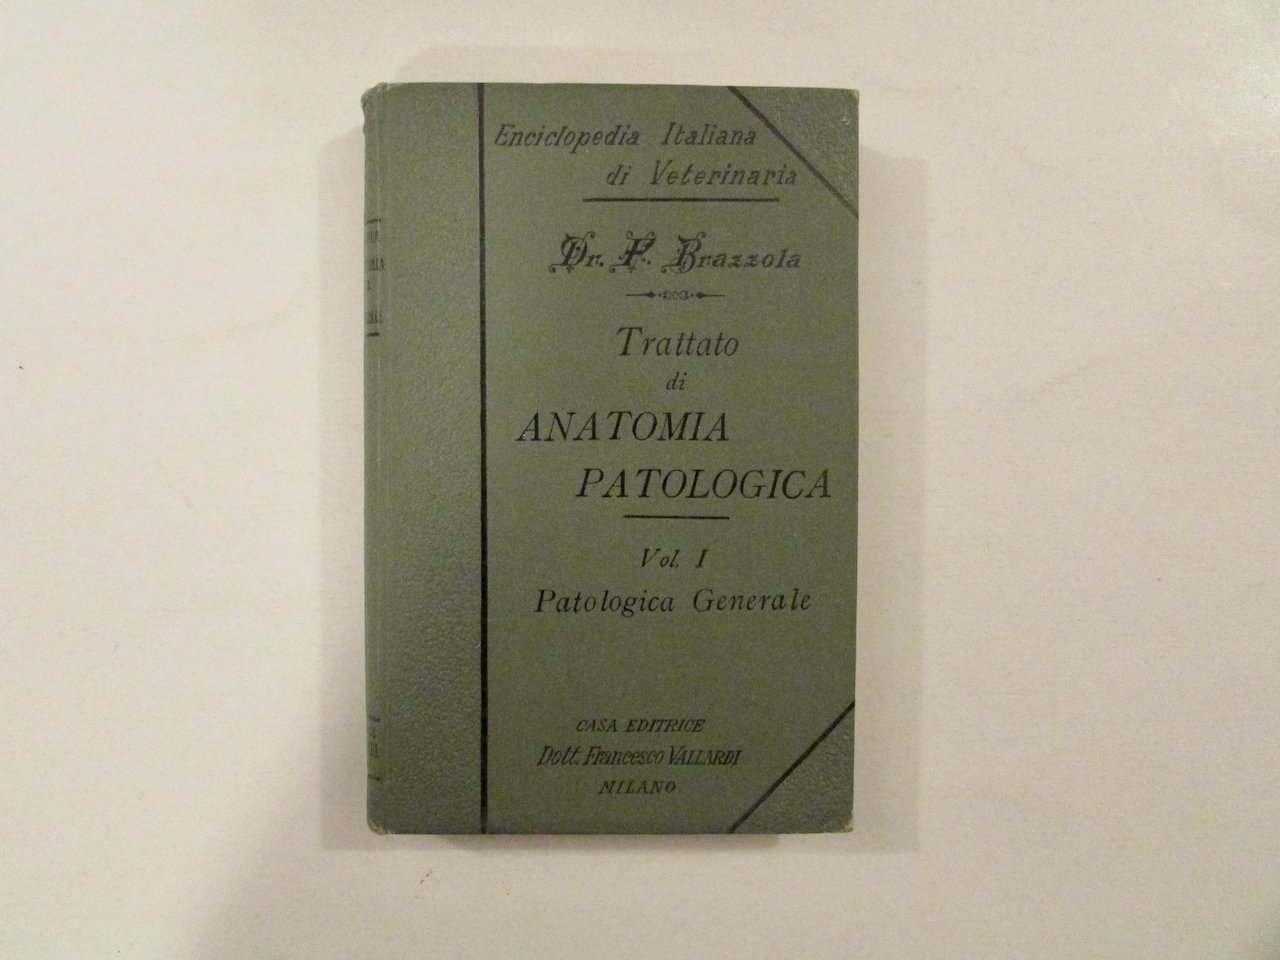 Enciclopedia Italiana
di Veterinaria
Dr. F. Brazzola
Trattato
di
ANATOMIA
PATOLOGICA
Vol. I
Patologica Generale
CASA EDITRICE
Dott. Francesco VALLARDI
MILANO